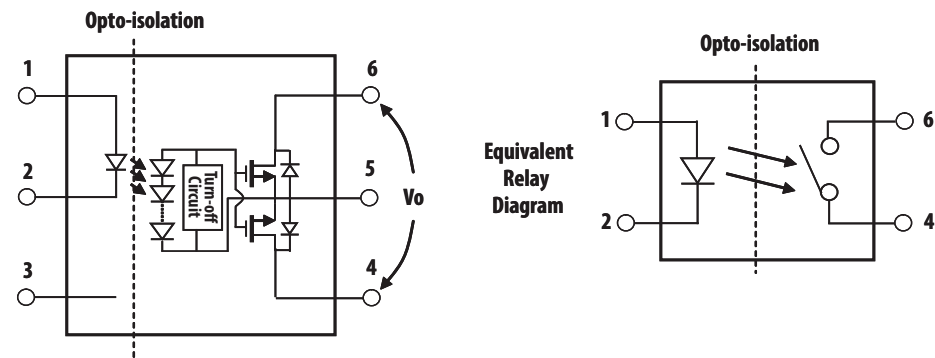 Opto-isolation
1
2
3
Turn-off
Circuit
6
5
4
Vo
Equivalent
Relay
Diagram
Opto-isolation
1
2
6
4